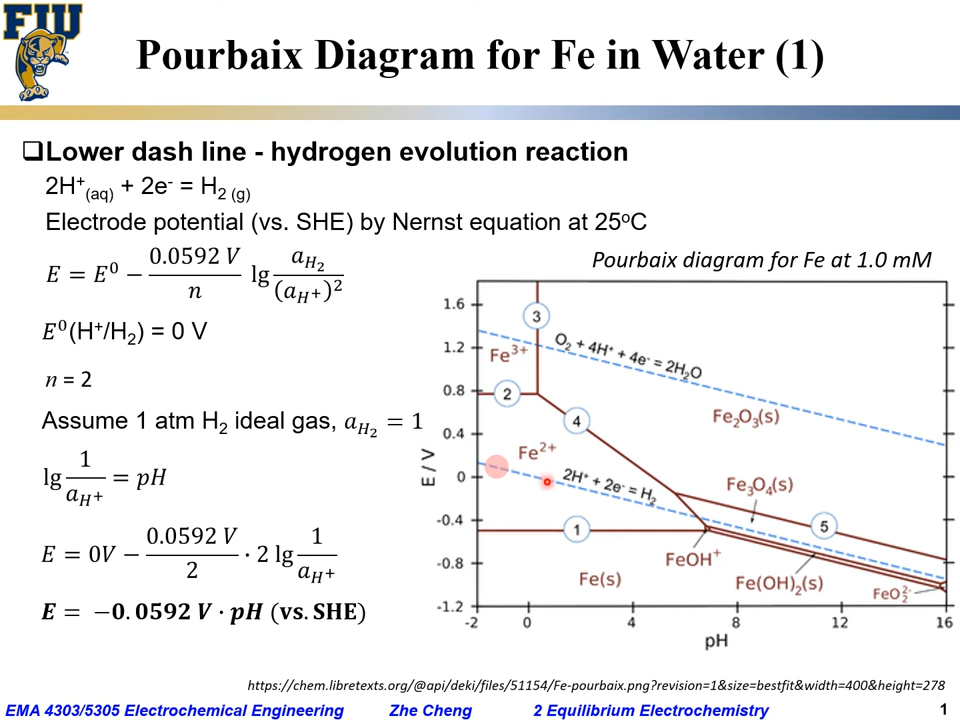 FIU
Pourbaix Diagram for Fe in Water (1)
❑Lower dash line - hydrogen evolution reaction
2H⁺(aq) + 2e⁻ = H₂ (g)
Electrode potential (vs. SHE) by Nernst equation at 25ºC
E = E⁰ − 0.0592 V / n lg a_H₂ / (a_H⁺)²
E⁰(H⁺/H₂) = 0 V
n = 2
Assume 1 atm H₂ ideal gas, a_H₂ = 1
lg 1 / a_H⁺ = pH
E = 0V − 0.0592 V / 2 · 2 lg 1 / a_H⁺
E = −0.0592 V · pH (vs. SHE)
Pourbaix diagram for Fe at 1.0 mM
E / V
1.6
1.2
0.8
0.4
0
-0.4
-0.8
-1.2
3
O₂ + 4H⁺ + 4e⁻ = 2H₂O
Fe³⁺
2
4
Fe₂O₃(s)
Fe²⁺
2H⁺ + 2e⁻ = H₂
Fe₃O₄(s)
1
5
FeOH⁺
Fe(s)
Fe(OH)₂(s)
FeO₂²⁻
-2
0
4
8
12
16
pH
https://chem.libretexts.org/@api/deki/files/51154/Fe-pourbaix.png?revision=1&size=bestfit&width=400&height=278
EMA 4303/5305 Electrochemical Engineering Zhe Cheng 2 Equilibrium Electrochemistry 1